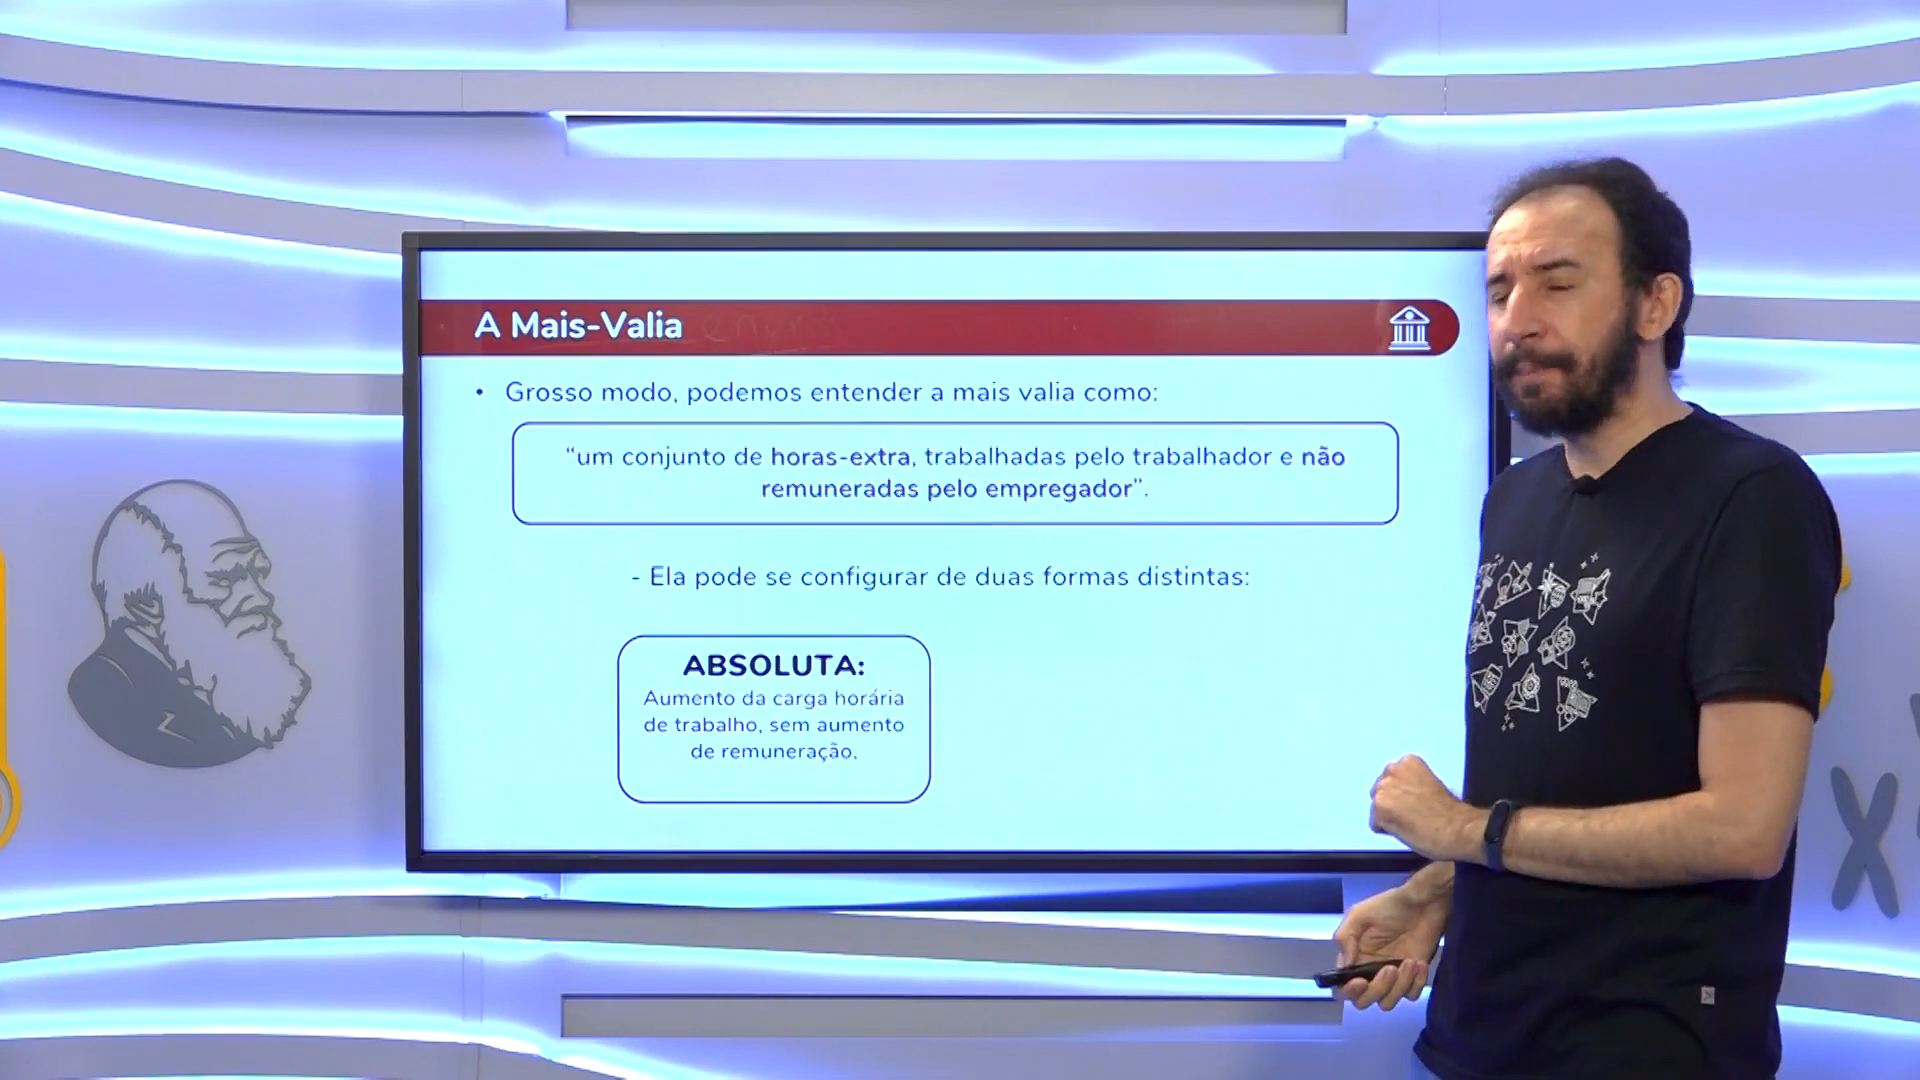 A Mais-Valia
• Grosso modo, podemos entender a mais valia como:
“um conjunto de horas-extra, trabalhadas pelo trabalhador e não
remuneradas pelo empregador”.
- Ela pode se configurar de duas formas distintas:
ABSOLUTA:
Aumento da carga horária
de trabalho, sem aumento
de remuneração.